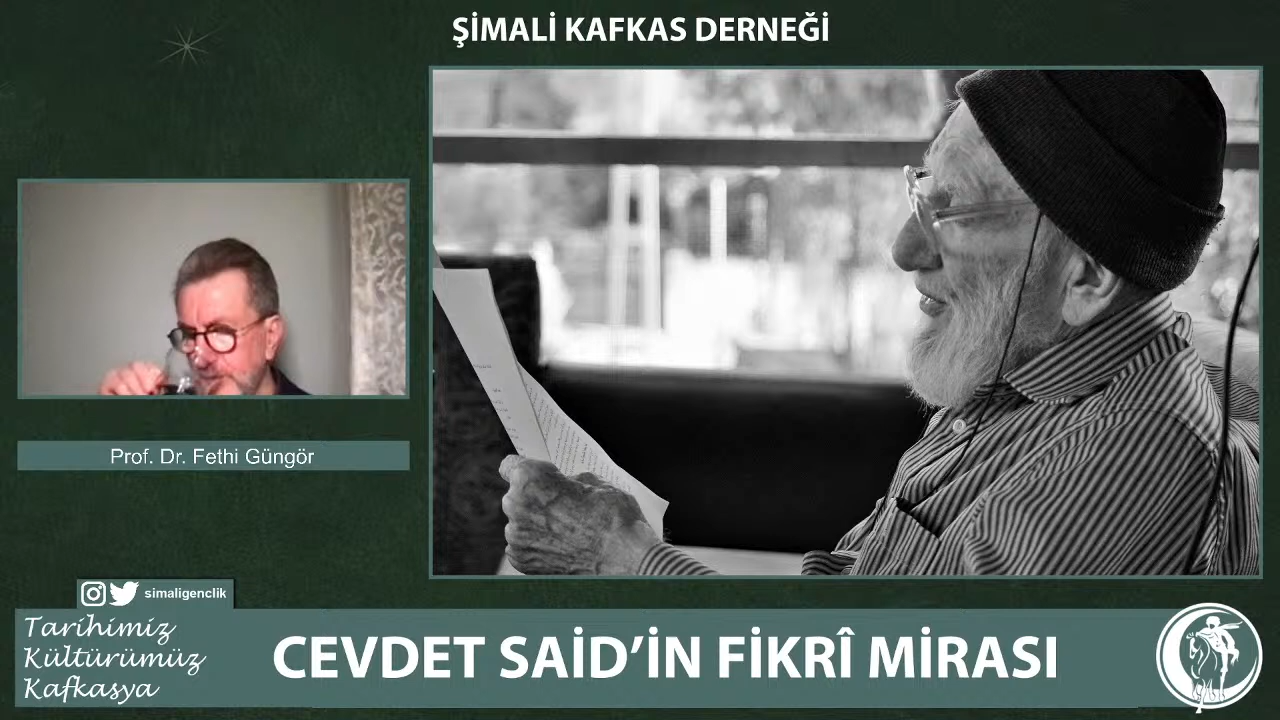 ŞİMALİ KAFKAS DERNEĞİ
Prof. Dr. Fethi Güngör
simaligenclik
Tarihimiz
Kültürümüz
Kafkasya
CEVDET SAİD’İN FİKRÎ MİRASI